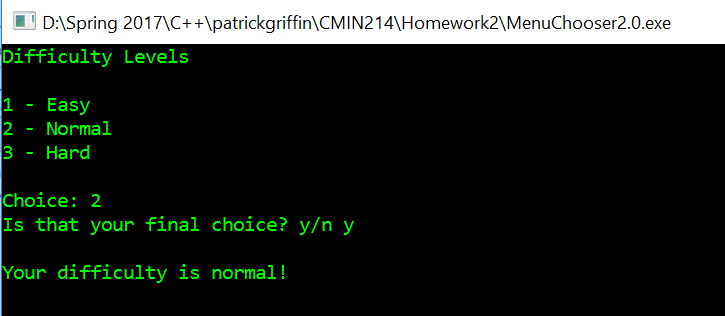 D:\Spring 2017\C++\patrickgriffin\CMIN214\Homework2\MenuChooser2.0.exe
Difficulty Levels
1 - Easy
2 - Normal
3 - Hard
Choice: 2
Is that your final choice? y/n y
Your difficulty is normal!